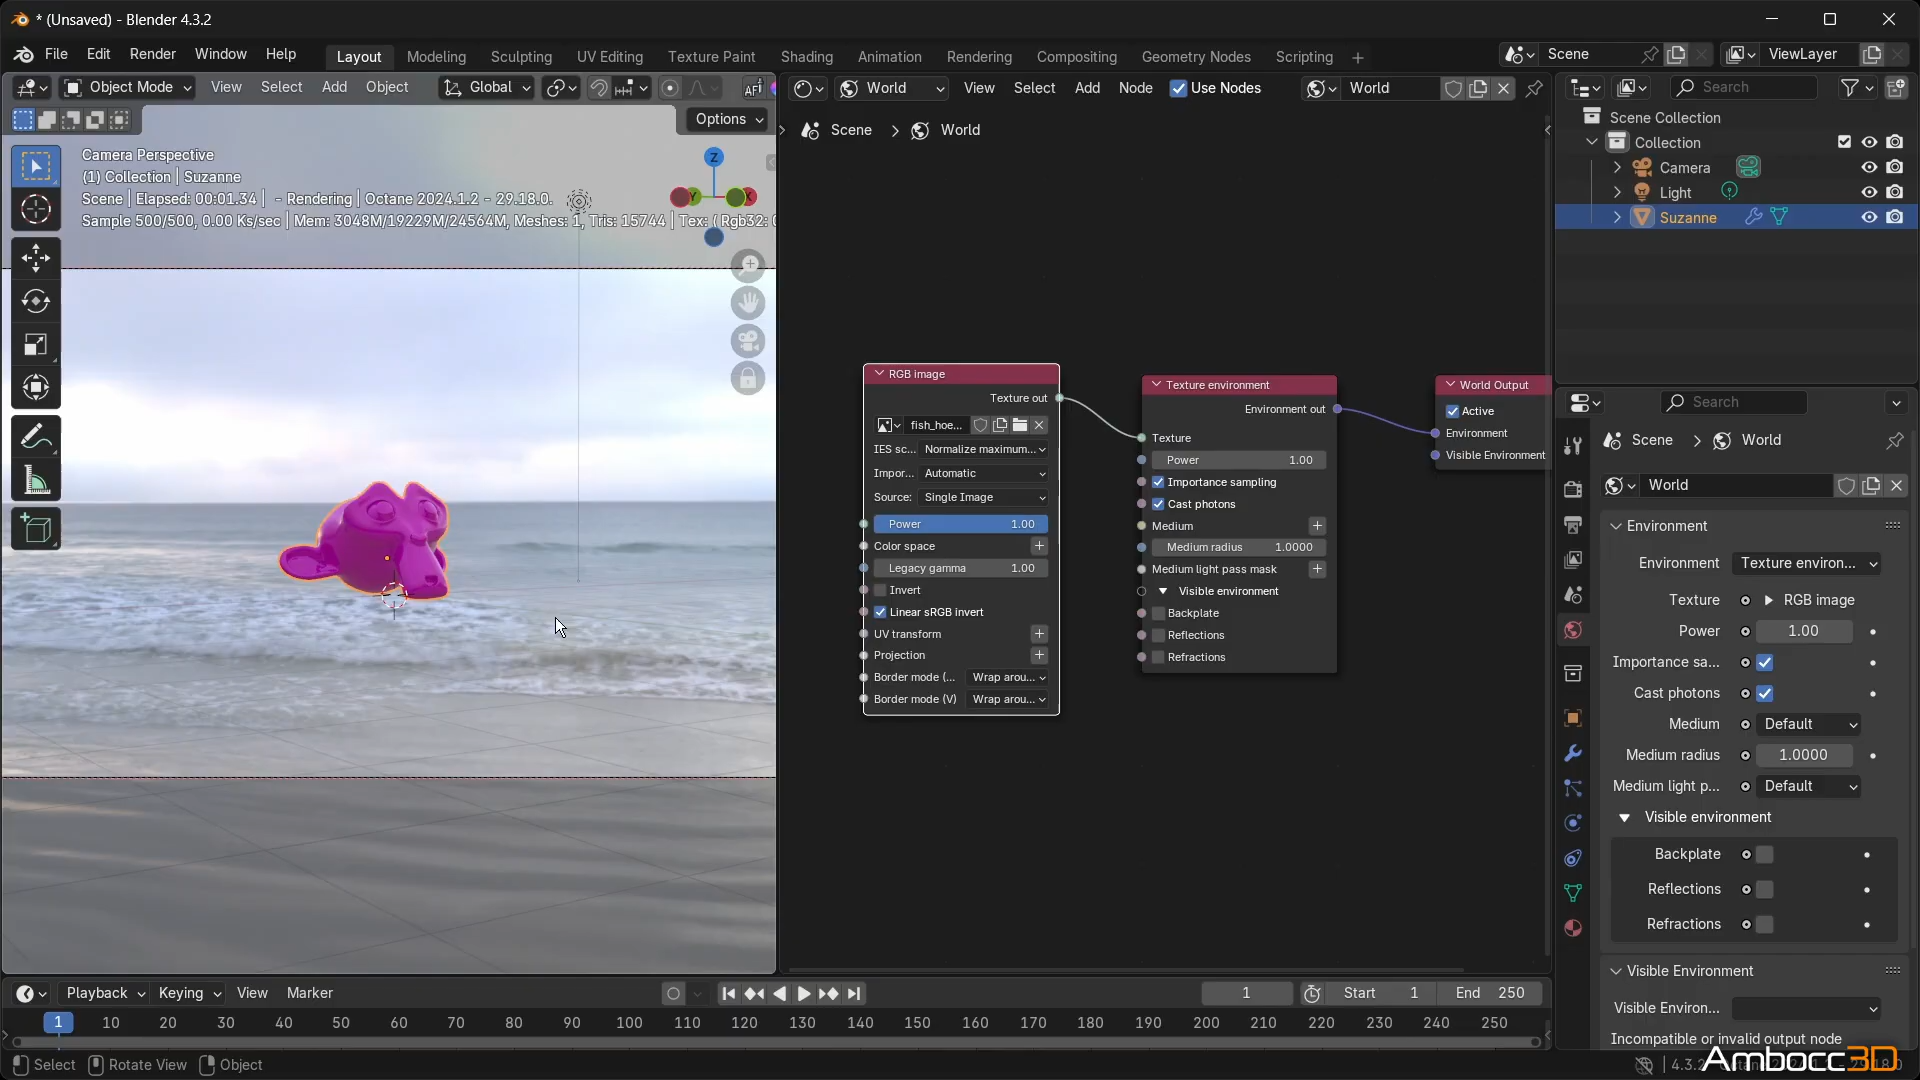 * (Unsaved) - Blender 4.3.2
File Edit Render Window Help Layout Modeling Sculpting UV Editing Texture Paint Shading Animation Rendering Compositing Geometry Nodes Scripting + Scene ViewLayer
Object Mode View Select Add Object Global
Options
Camera Perspective
(1) Collection | Suzanne
Scene | Elapsed: 00:01.34 | - Rendering | Octane 2024.1.2 - 29.18.0.
Sample 500/500, 0.00 Ks/sec | Mem: 3048M/19229M/24564M, Meshes: 1, Tris: 15744 | Tex: ( Rgb32:
Z
Y
X
World View Select Add Node Use Nodes World
Scene > World
RGB image
Texture out
fish_hoe...
IES sc... Normalize maximum...
Impor... Automatic
Source: Single Image
Power 1.00
Color space +
Legacy gamma 1.00
Invert
Linear sRGB invert
UV transform +
Projection +
Border mode (... Wrap arou...
Border mode (V) Wrap arou...
Texture environment
Environment out
Texture
Power 1.00
Importance sampling
Cast photons
Medium +
Medium radius 1.0000
Medium light pass mask +
Visible environment
Backplate
Reflections
Refractions
World Output
Active
Environment
Visible Environment
Search
Scene Collection
Collection
Camera
Light
Suzanne
Search
Scene > World
World
Environment
Environment Texture environ...
Texture RGB image
Power 1.00
Importance sa...
Cast photons
Medium Default
Medium radius 1.0000
Medium light p... Default
Visible environment
Backplate
Reflections
Refractions
Visible Environment
Visible Environ...
Incompatible or invalid output node
Playback Keying View Marker 1 Start 1 End 250
1 10 20 30 40 50 60 70 80 90 100 110 120 130 140 150 160 170 180 190 200 210 220 230 240 250
Select Rotate View Object
Ambocc3D